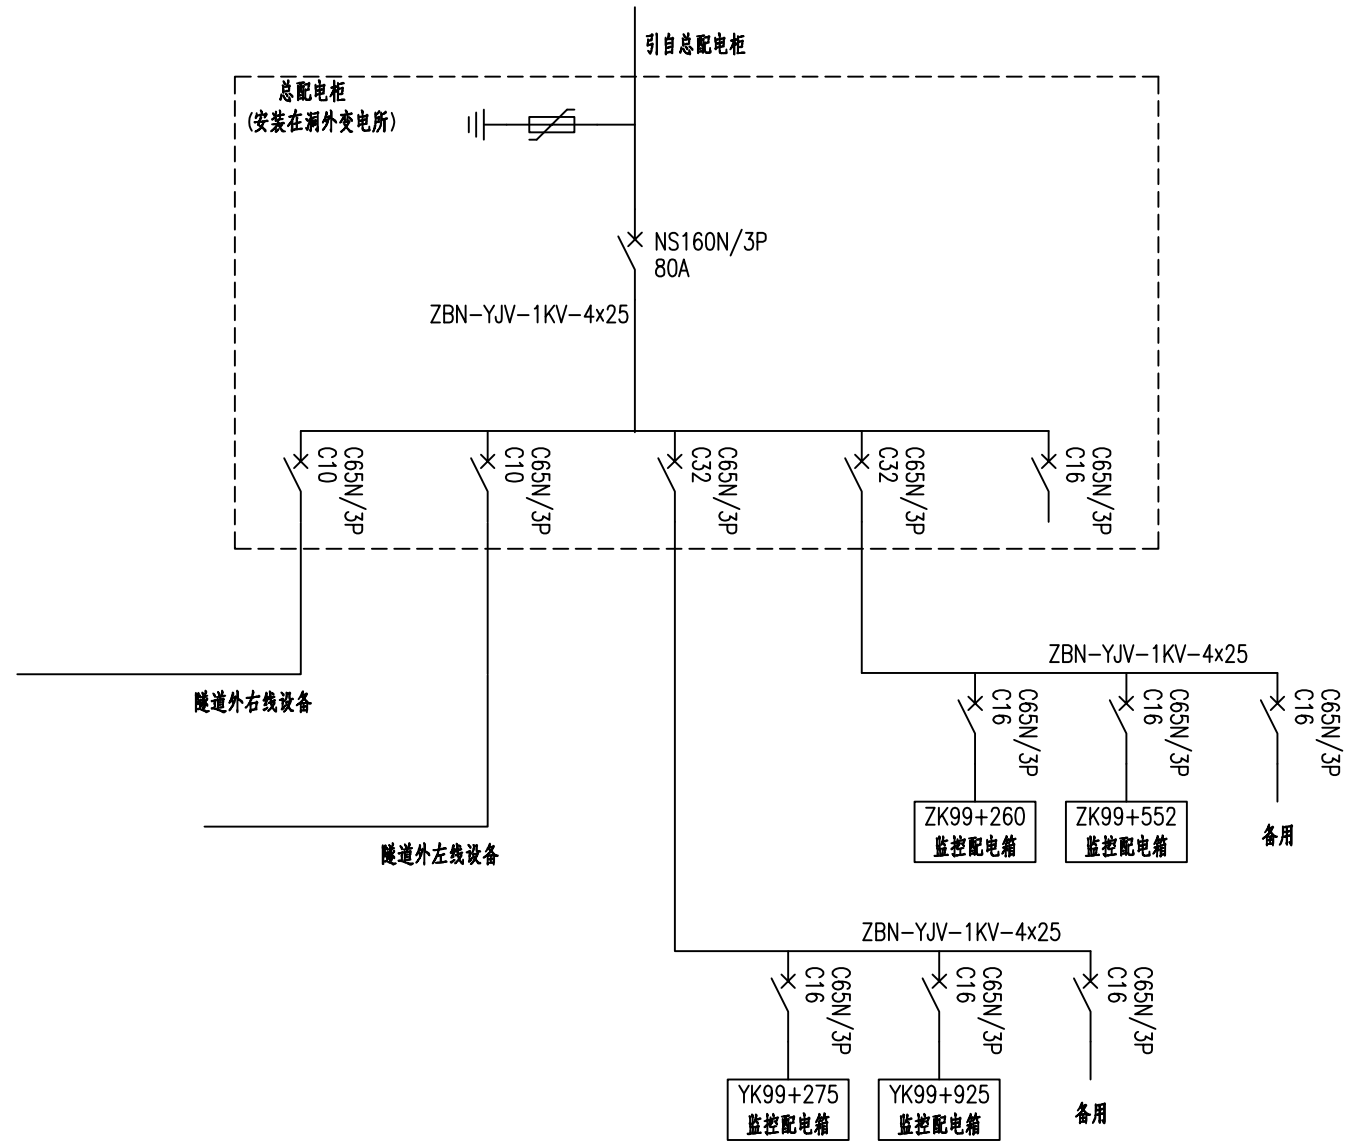 引自总配电柜
总配电柜
(安装在洞外变电所)
NS160N/3P
80A
ZBN-YJV-1KV-4x25
C65N/3P
C10
C65N/3P
C10
C65N/3P
C32
C65N/3P
C32
C65N/3P
C16
隧道外右线设备
ZBN-YJV-1KV-4x25
C65N/3P
C16
C65N/3P
C16
C65N/3P
C16
ZK99+260
监控配电箱
ZK99+552
监控配电箱
备用
隧道外左线设备
ZBN-YJV-1KV-4x25
C65N/3P
C16
C65N/3P
C16
C65N/3P
C16
YK99+275
监控配电箱
YK99+925
监控配电箱
备用